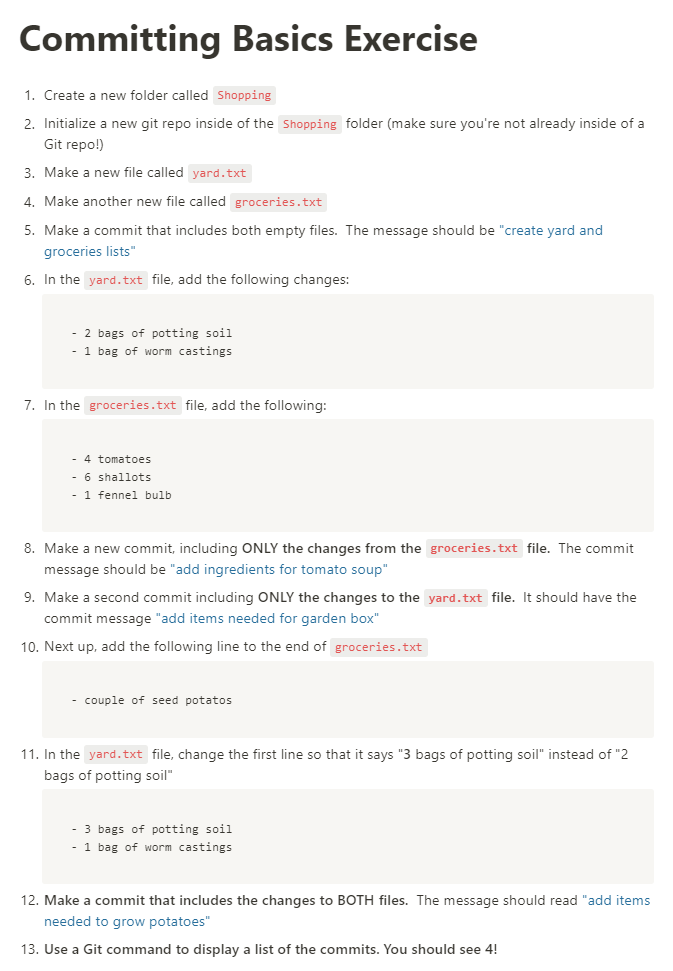 Committing Basics Exercise
1. Create a new folder called Shopping
2. Initialize a new git repo inside of the Shopping folder (make sure you're not already inside of a
Git repo!)
3. Make a new file called yard.txt
4. Make another new file called groceries.txt
5. Make a commit that includes both empty files. The message should be "create yard and
groceries lists"
6. In the yard.txt file, add the following changes:
- 2 bags of potting soil
- 1 bag of worm castings
7. In the groceries.txt file, add the following:
- 4 tomatoes
- 6 shallots
- 1 fennel bulb
8. Make a new commit, including ONLY the changes from the groceries.txt file. The commit
message should be "add ingredients for tomato soup"
9. Make a second commit including ONLY the changes to the yard.txt file. It should have the
commit message "add items needed for garden box"
10. Next up, add the following line to the end of groceries.txt
- couple of seed potatos
11. In the yard.txt file, change the first line so that it says "3 bags of potting soil" instead of "2
bags of potting soil"
- 3 bags of potting soil
- 1 bag of worm castings
12. Make a commit that includes the changes to BOTH files. The message should read "add items
needed to grow potatoes"
13. Use a Git command to display a list of the commits. You should see 4!